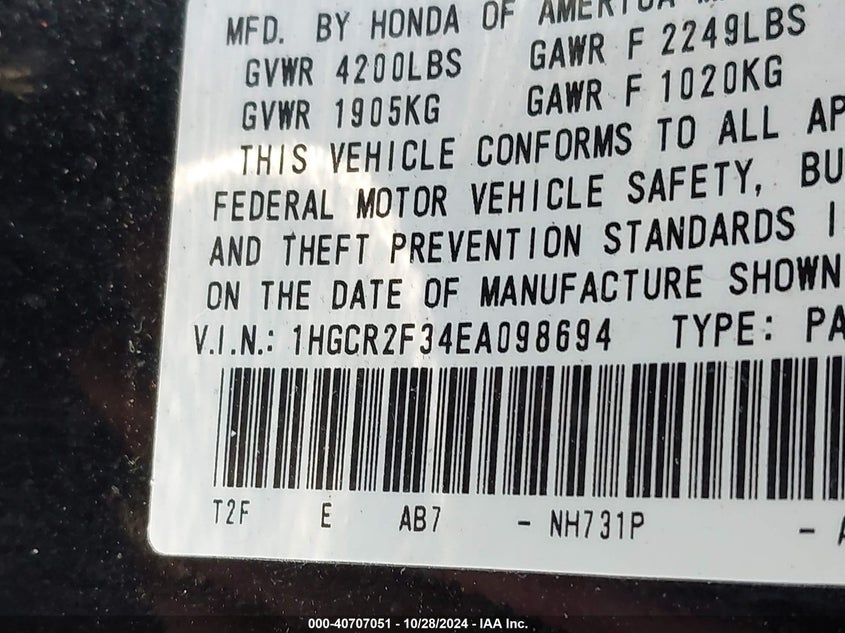 MFD. BY HONDA OF AMERICA
GVWR 4200LBS GAWR F 2249LBS
GVWR 1905KG GAWR F 1020KG
THIS VEHICLE CONFORMS TO ALL AP
FEDERAL MOTOR VEHICLE SAFETY, BU
AND THEFT PREVENTION STANDARDS I
ON THE DATE OF MANUFACTURE SHOWN
V.I.N.: 1HGCR2F34EA098694 TYPE: PA
T2F E AB7 - NH731P - A
000-40707051 - 10/28/2024 - IAA Inc.